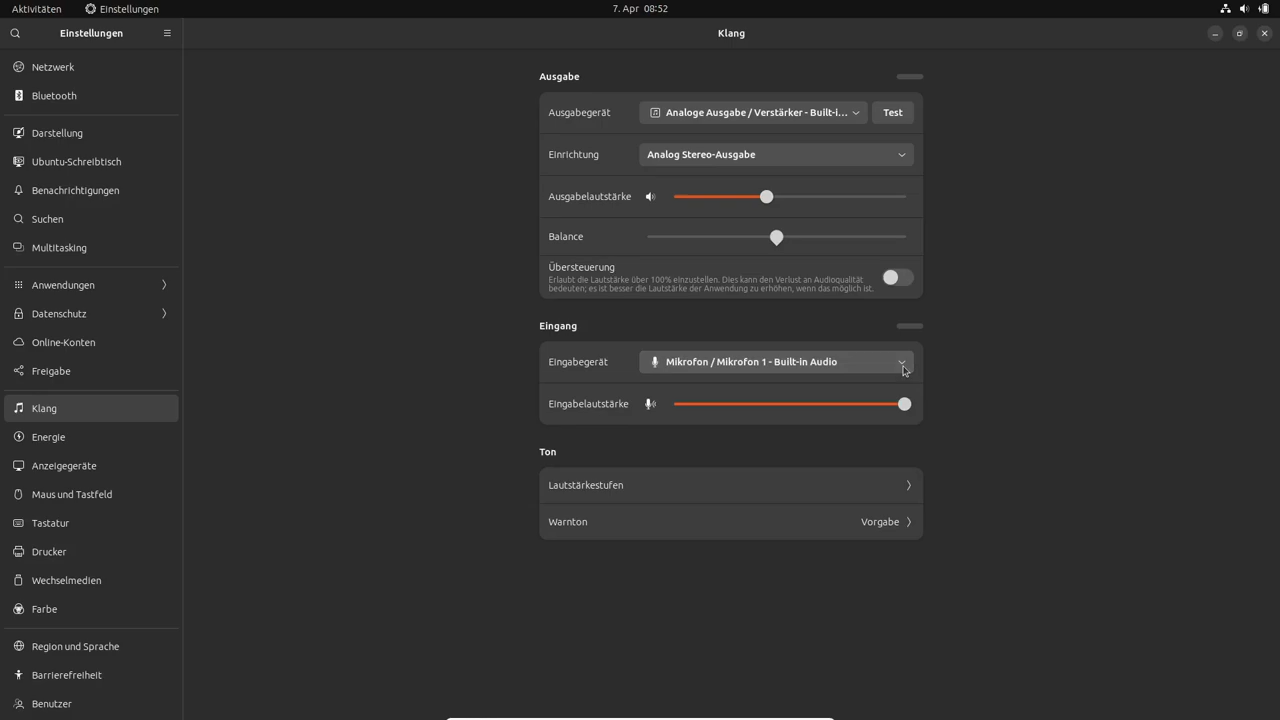 Aktivitäten
Einstellungen
7. Apr 08:52
Einstellungen
Klang
Netzwerk
Bluetooth
Darstellung
Ubuntu-Schreibtisch
Benachrichtigungen
Suchen
Multitasking
Anwendungen
Datenschutz
Online-Konten
Freigabe
Klang
Energie
Anzeigegeräte
Maus und Tastfeld
Tastatur
Drucker
Wechselmedien
Farbe
Region und Sprache
Barrierefreiheit
Benutzer
Ausgabe
Ausgabegerät
Analoge Ausgabe / Verstärker - Built-i...
Test
Einrichtung
Analog Stereo-Ausgabe
Ausgabelautstärke
Balance
Übersteuerung
Erlaubt die Lautstärke über 100% einzustellen. Dies kann den Verlust an Audioqualität
bedeuten; es ist besser die Lautstärke der Anwendung zu erhöhen, wenn das möglich ist.
Eingang
Eingabegerät
Mikrofon / Mikrofon 1 - Built-in Audio
Eingabelautstärke
Ton
Lautstärkestufen
Warnton
Vorgabe